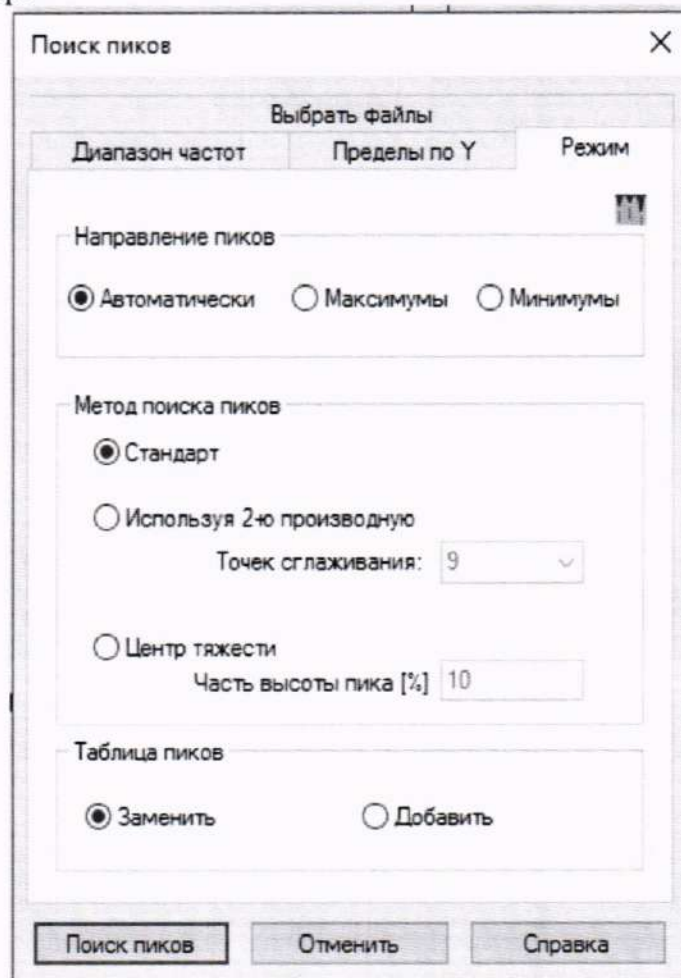 Поиск пиков
Выбрать файлы
Диапазон частот Пределы по Y Режим
Направление пиков
Автоматически Максимумы Минимумы
Метод поиска пиков
Стандарт
Используя 2-ю производную
Точек сглаживания: 9
Центр тяжести
Часть высоты пика [%] 10
Таблица пиков
Заменить Добавить
Поиск пиков Отменить Справка